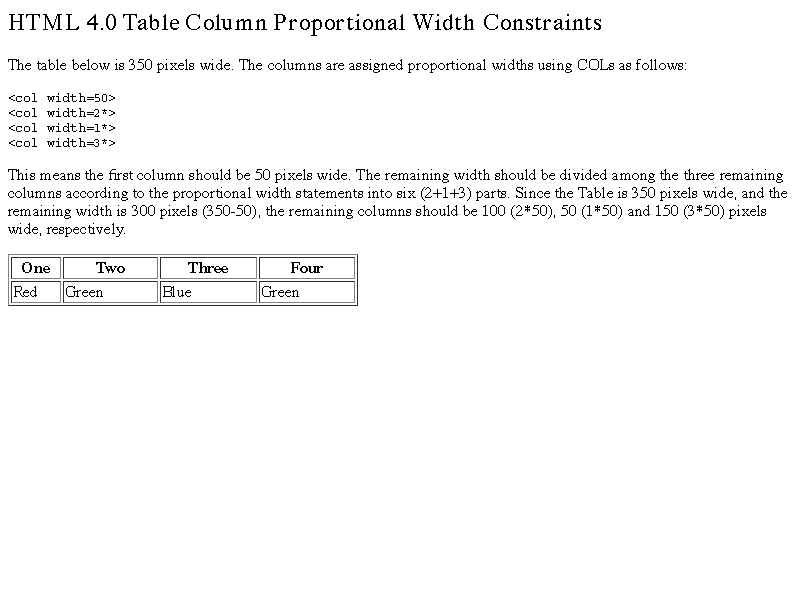 HTML 4.0 Table Column Proportional Width Constraints
The table below is 350 pixels wide. The columns are assigned proportional widths using COLs as follows:
<col width=50>
<col width=2*>
<col width=1*>
<col width=3*>
This means the first column should be 50 pixels wide. The remaining width should be divided among the three remaining
columns according to the proportional width statements into six (2+1+3) parts. Since the Table is 350 pixels wide, and the
remaining width is 300 pixels (350-50), the remaining columns should be 100 (2*50), 50 (1*50) and 150 (3*50) pixels
wide, respectively.
One Two Three Four
Red Green Blue Green